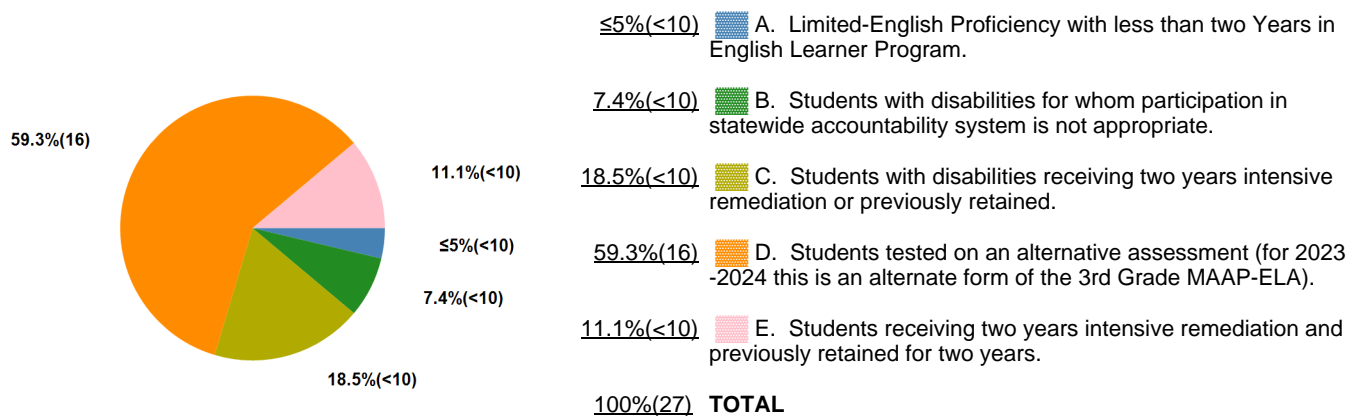 59.3%(16)
11.1%(<10)
≤5%(<10)
7.4%(<10)
18.5%(<10)
≤5%(<10) A. Limited-English Proficiency with less than two Years in
English Learner Program.
7.4%(<10) B. Students with disabilities for whom participation in
statewide accountability system is not appropriate.
18.5%(<10) C. Students with disabilities receiving two years intensive
remediation or previously retained.
59.3%(16) D. Students tested on an alternative assessment (for 2023
-2024 this is an alternate form of the 3rd Grade MAAP-ELA).
11.1%(<10) E. Students receiving two years intensive remediation and
previously retained for two years.
100%(27) TOTAL